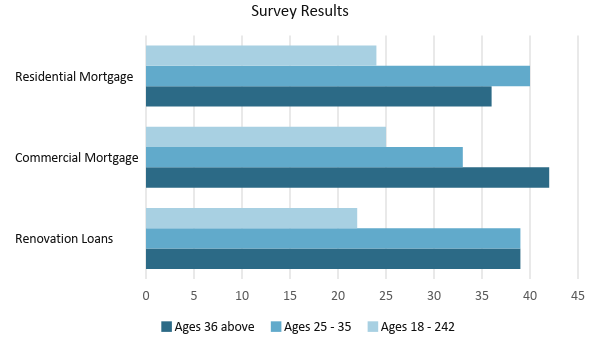 Survey Results
Residential Mortgage
Commercial Mortgage
Renovation Loans
0 5 10 15 20 25 30 35 40 45
Ages 36 above Ages 25 - 35 Ages 18 - 242